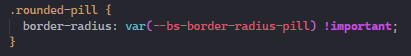 .rounded-pill {
  border-radius: var(--bs-border-radius-pill) !important;
}